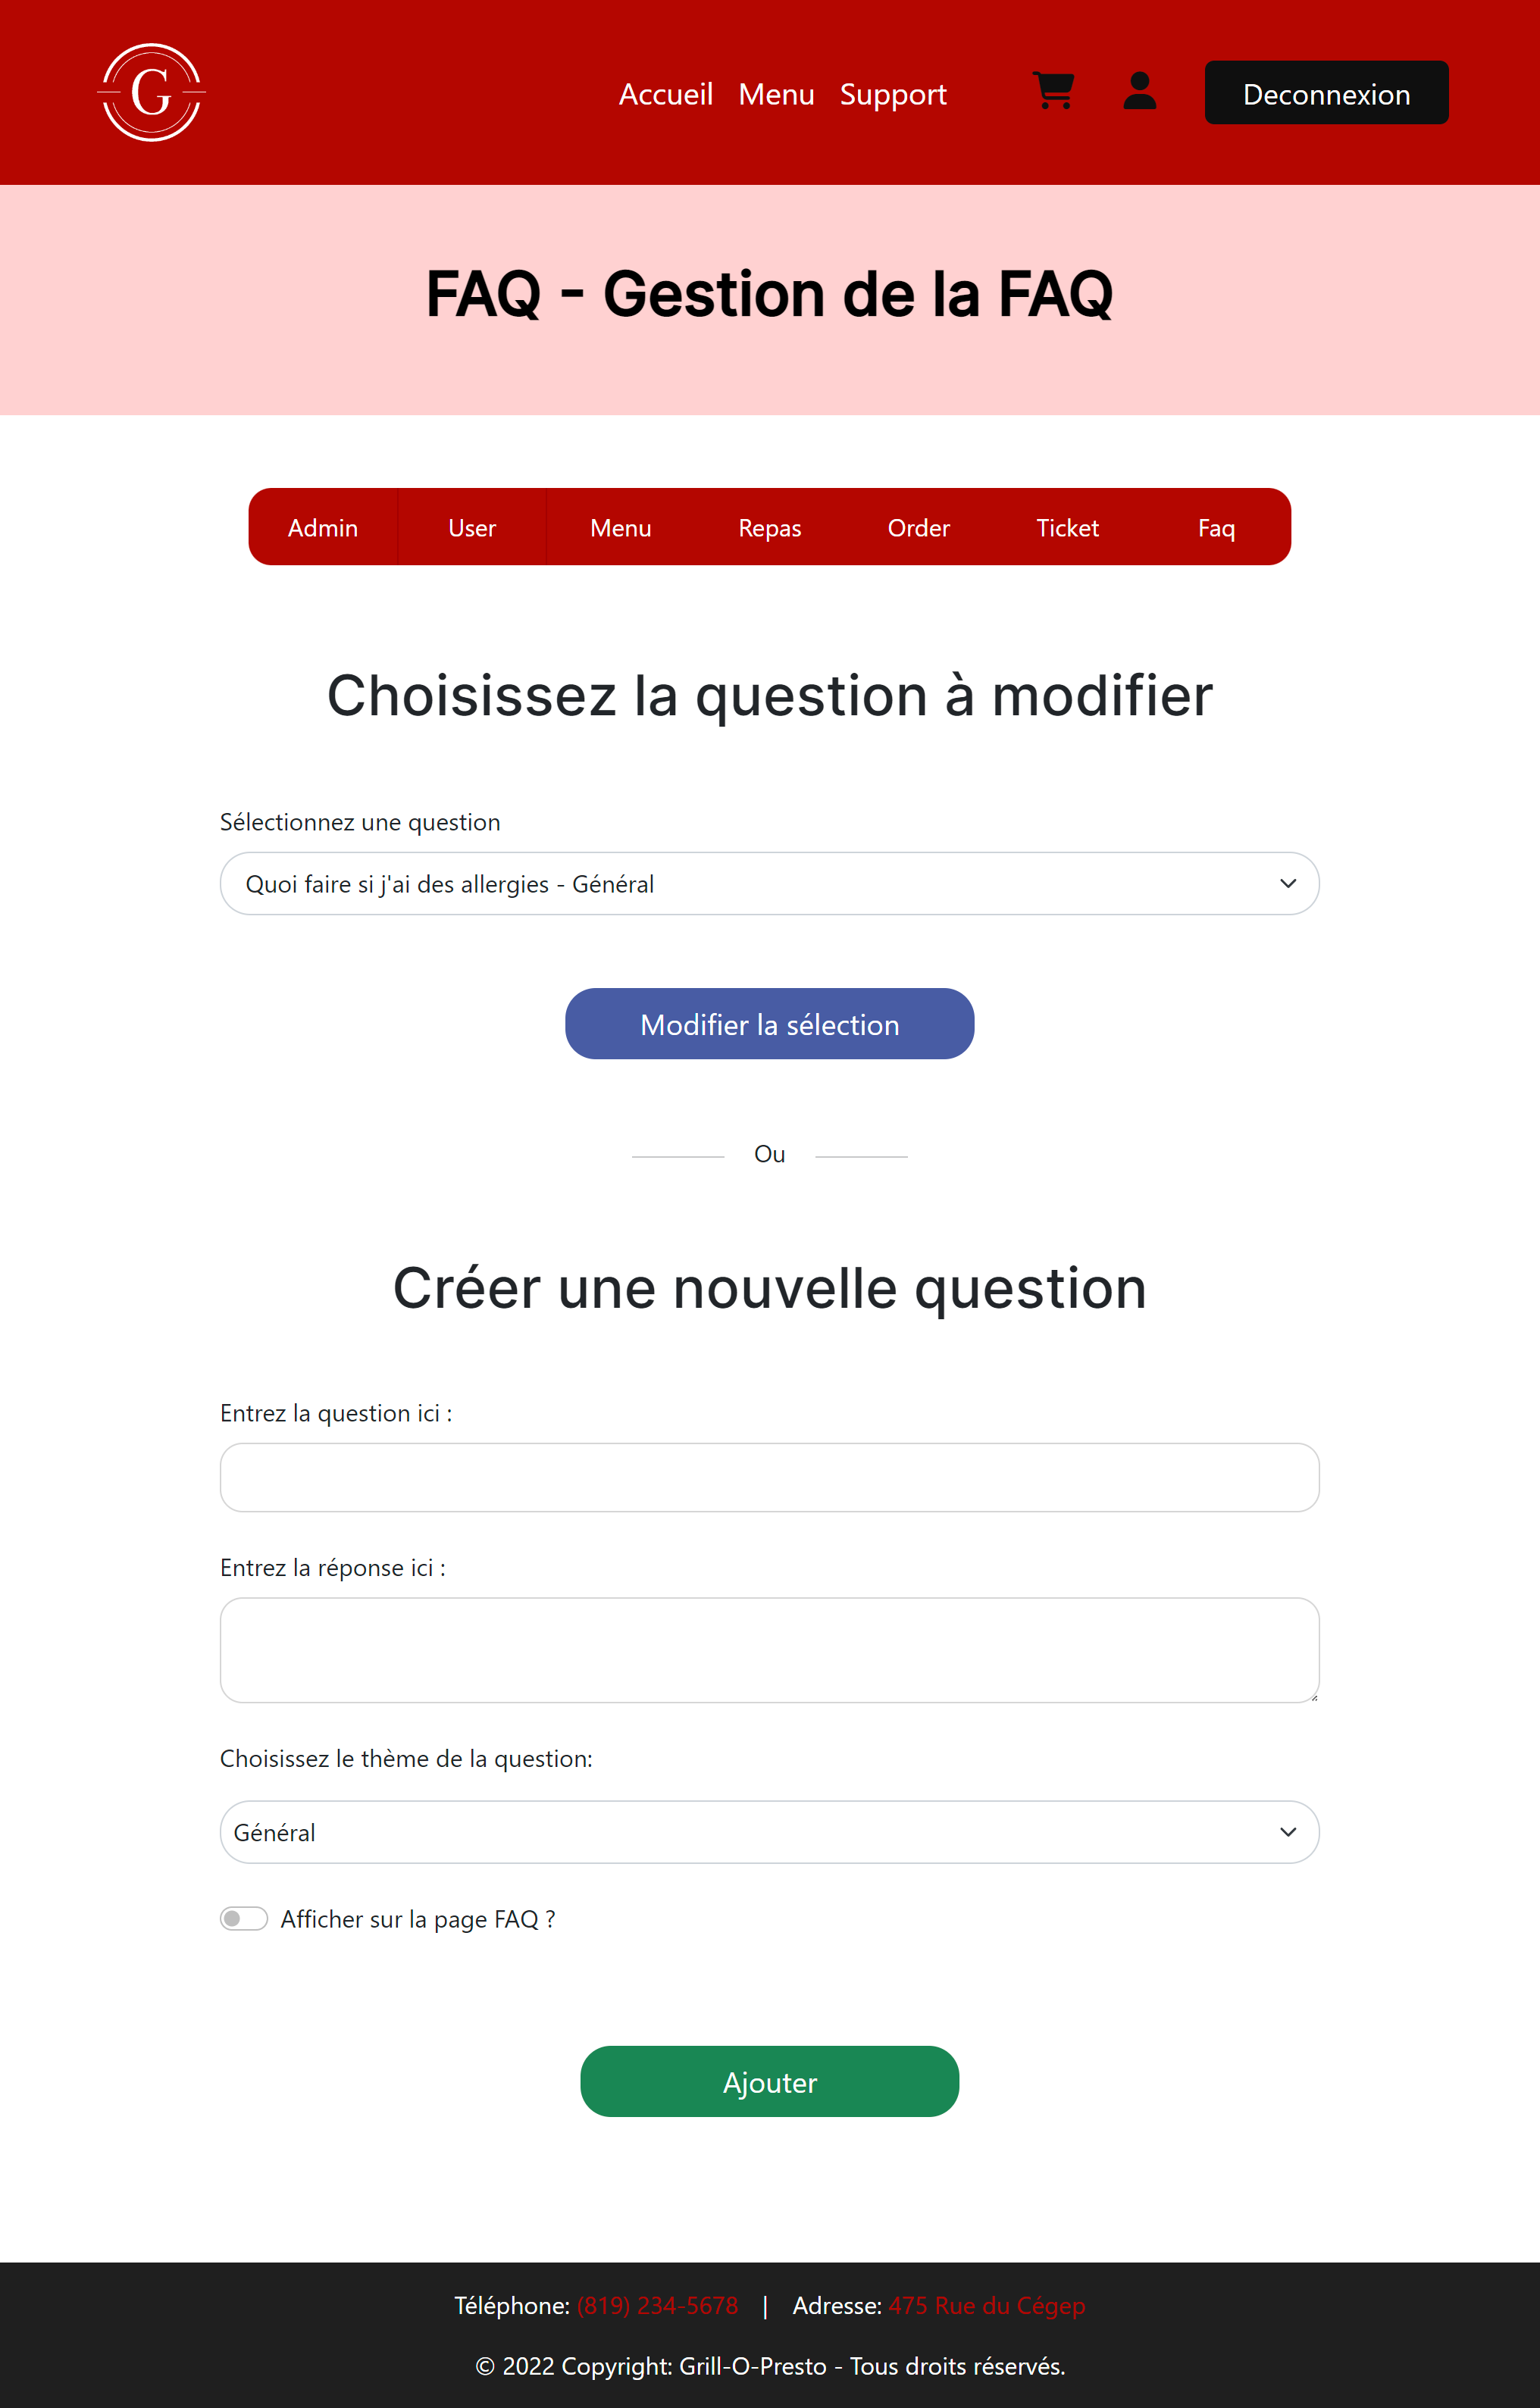 G
Accueil Menu Support Deconnexion
FAQ - Gestion de la FAQ
Admin User Menu Repas Order Ticket Faq
Choisissez la question à modifier
Sélectionnez une question
Quoi faire si j'ai des allergies - Général
Modifier la sélection
Ou
Créer une nouvelle question
Entrez la question ici :
Entrez la réponse ici :
Choisissez le thème de la question:
Général
Afficher sur la page FAQ ?
Ajouter
Téléphone: (819) 234-5678 | Adresse: 475 Rue du Cégep
© 2022 Copyright: Grill-O-Presto - Tous droits réservés.